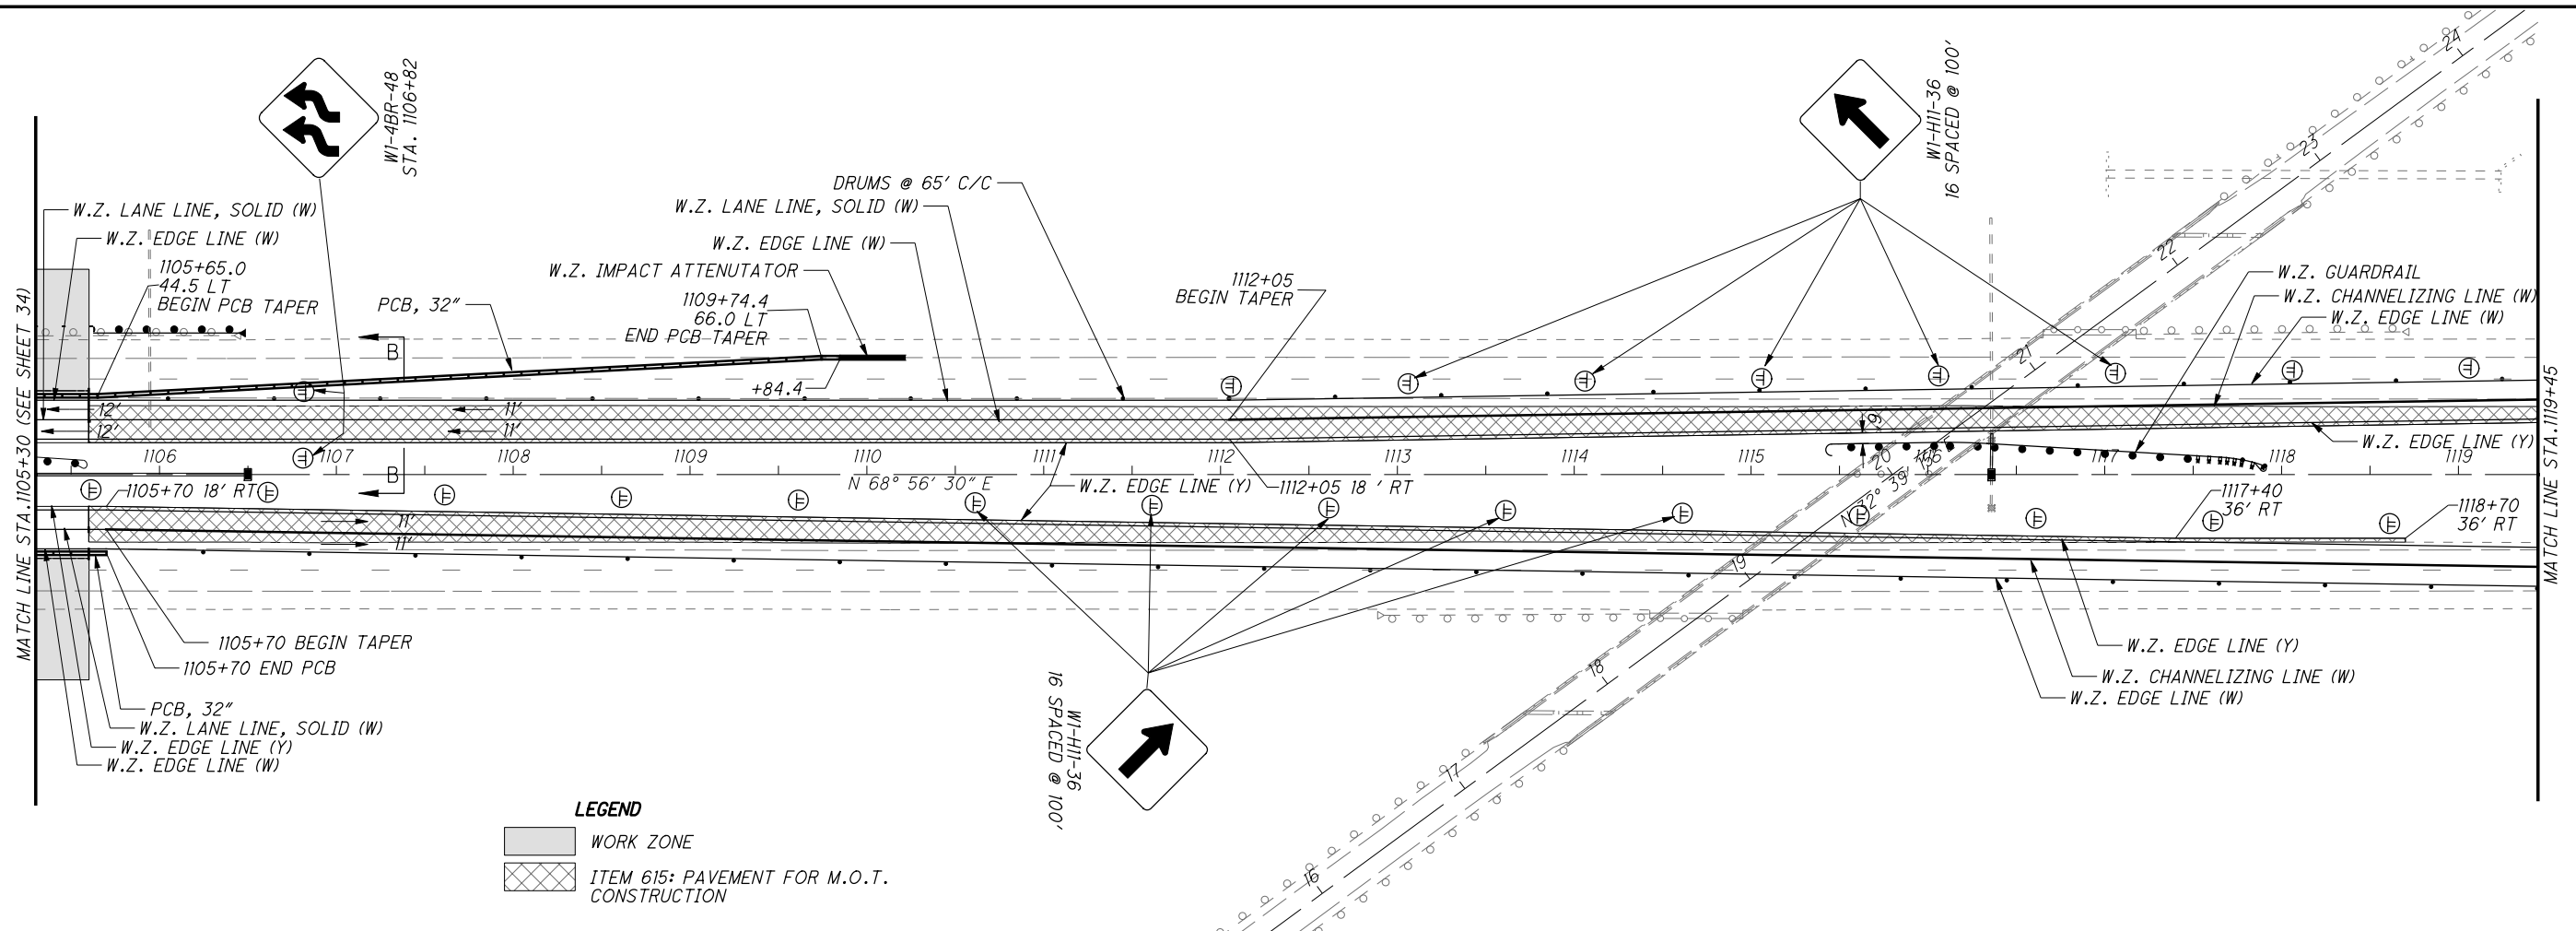 W1-4BR-48
STA. 1106+82
W1-H11-36
16 SPACED @ 100'
24
23
22
21
20
19
18
17
16
DRUMS @ 65' C/C
W.Z. LANE LINE, SOLID (W)
W.Z. LANE LINE, SOLID (W)
W.Z. EDGE LINE (W)
W.Z. EDGE LINE (W)
W.Z. IMPACT ATTENUTATOR
1105+65.0
44.5 LT
BEGIN PCB TAPER
PCB, 32"
1109+74.4
66.0 LT
END PCB TAPER
+84.4
1112+05
BEGIN TAPER
W.Z. GUARDRAIL
W.Z. CHANNELIZING LINE (W)
W.Z. EDGE LINE (W)
W.Z. EDGE LINE (Y)
MATCH LINE STA.1105+30 (SEE SHEET 34)
MATCH LINE STA.1119+45
B
B
12'
12'
11'
11'
9'
1106
1107
1108
1109
1110
1111
1112
1113
1114
1115
1116
1117
1118
1119
N 68° 56' 30" E
N 32° 39' 15" E
1105+70 18' RT
W.Z. EDGE LINE (Y)
1112+05 18 ' RT
1117+40
36' RT
1118+70
36' RT
11'
11'
1105+70 BEGIN TAPER
1105+70 END PCB
PCB, 32"
W.Z. LANE LINE, SOLID (W)
W.Z. EDGE LINE (Y)
W.Z. EDGE LINE (W)
W1-H11-36
16 SPACED @ 100'
W.Z. EDGE LINE (Y)
W.Z. CHANNELIZING LINE (W)
W.Z. EDGE LINE (W)
LEGEND
WORK ZONE
ITEM 615: PAVEMENT FOR M.O.T.
CONSTRUCTION